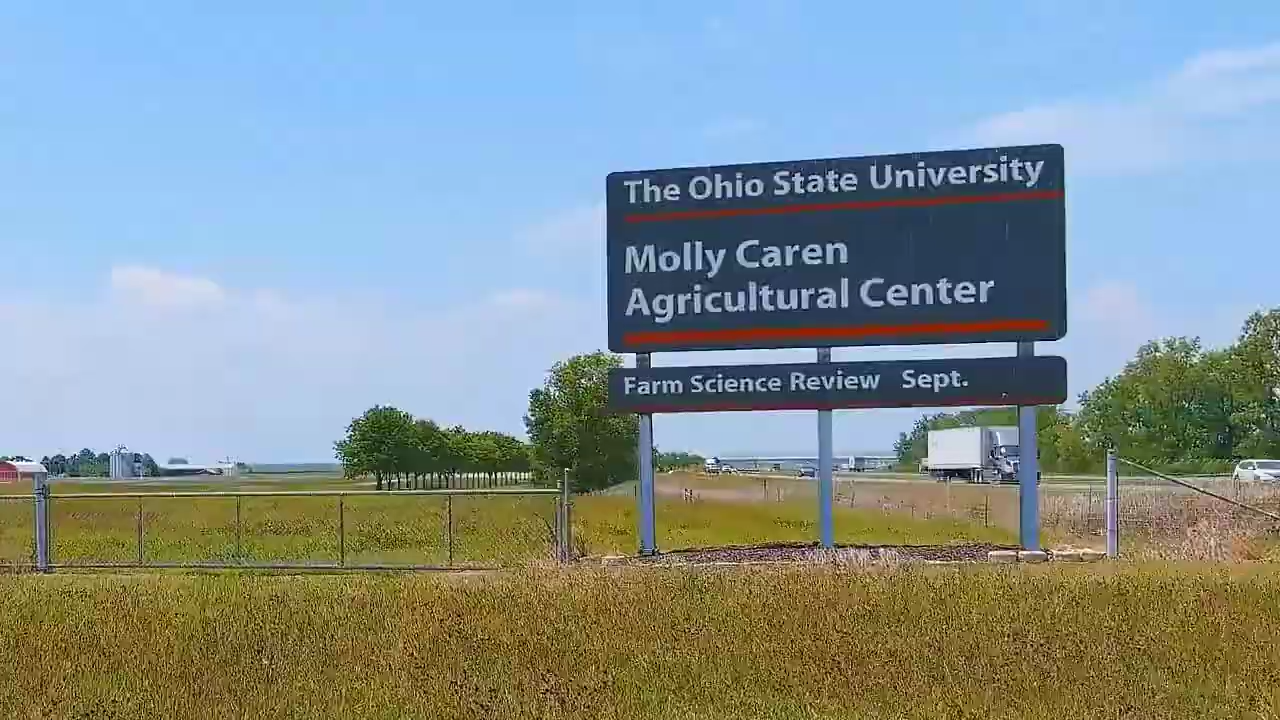 The Ohio State University
Molly Caren
Agricultural Center
Farm Science Review Sept.